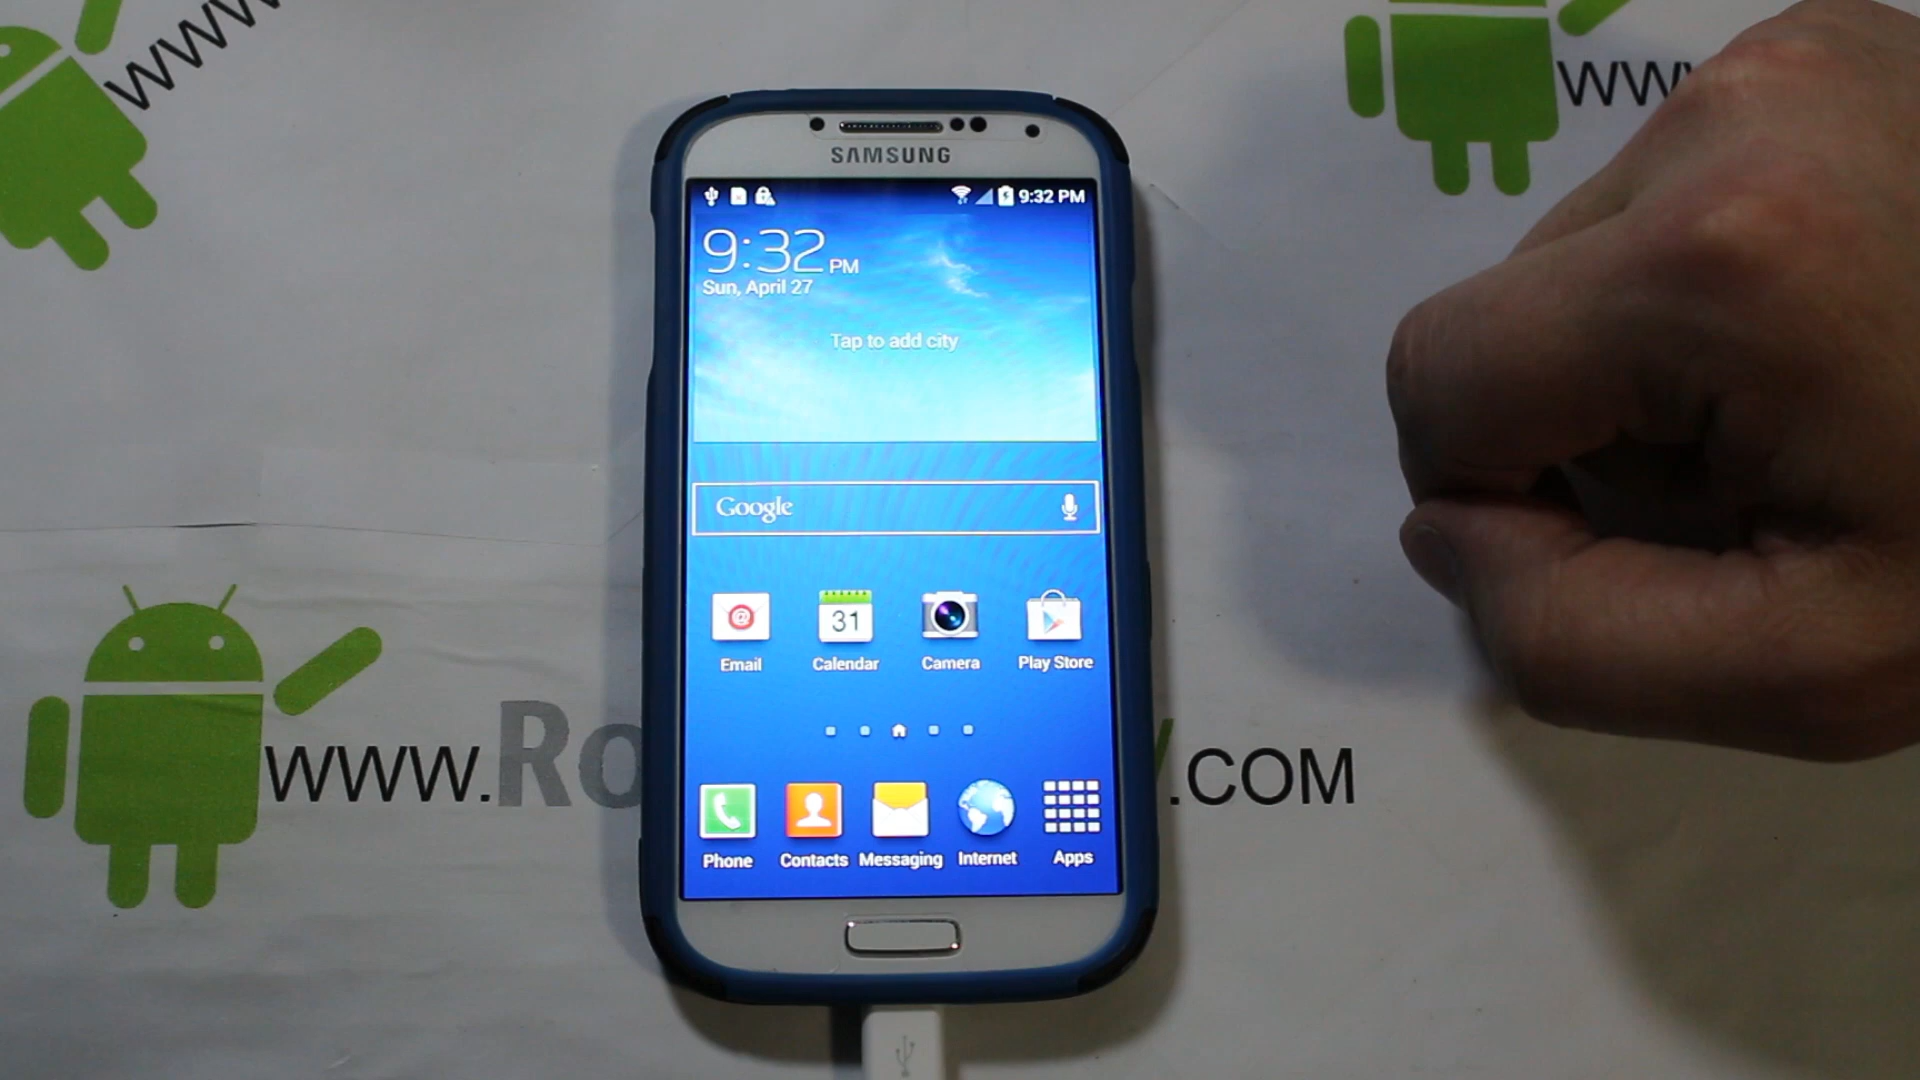 www.
www
SAMSUNG
9:32 PM
9:32 PM
Sun, April 27
Tap to add city
Google
31
Email Calendar Camera Play Store
www.Ro .COM
Phone Contacts Messaging Internet Apps